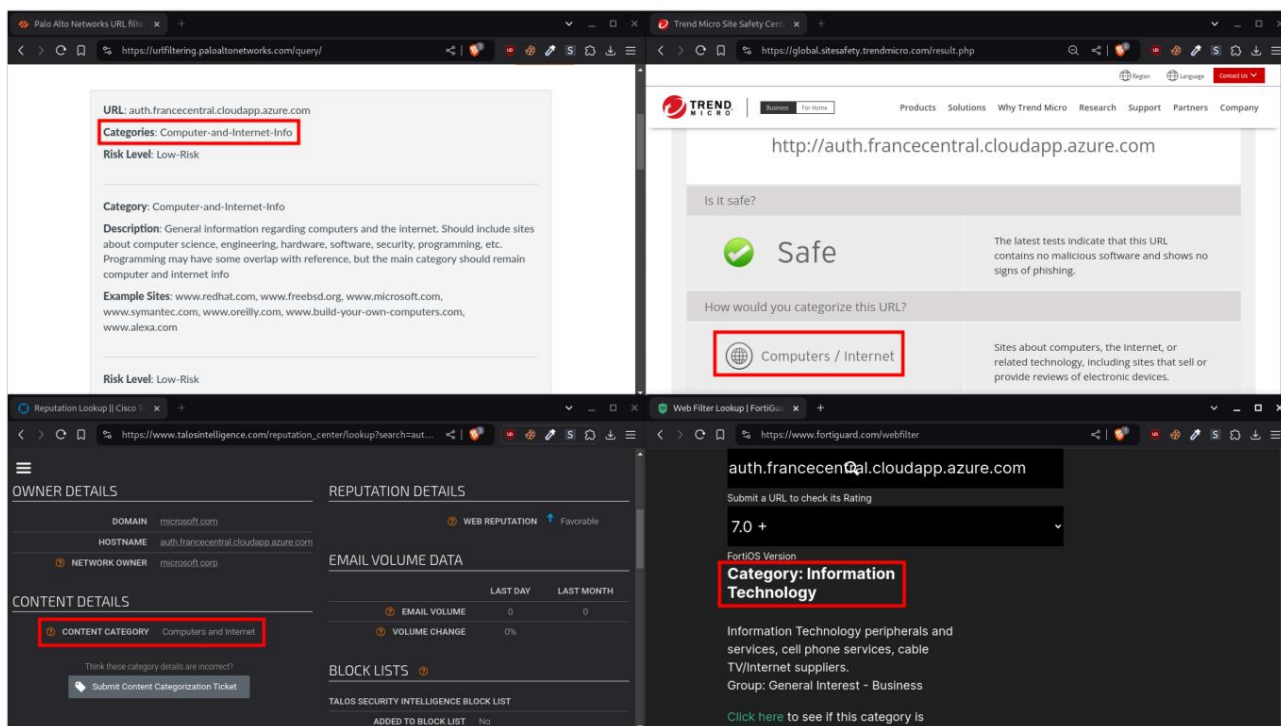 Palo Alto Networks URL filter
https://urlfiltering.paloaltonetworks.com/query/
URL: auth.francecentral.cloudapp.azure.com
Categories: Computer-and-Internet-Info
Risk Level: Low-Risk
Category: Computer-and-Internet-Info
Description: General information regarding computers and the internet. Should include sites
about computer science, engineering, hardware, software, security, programming, etc.
Programming may have some overlap with reference, but the main category should remain
computer and internet info
Example Sites: www.redhat.com, www.freebsd.org, www.microsoft.com,
www.symantec.com, www.oreilly.com, www.build-your-own-computers.com,
www.alexa.com
Risk Level: Low-Risk
Trend Micro Site Safety Cent
https://global.sitesafety.trendmicro.com/result.php
Region Language Contact Us
TREND MICRO
Business For Home
Products Solutions Why Trend Micro Research Support Partners Company
http://auth.francecentral.cloudapp.azure.com
Is it safe?
Safe
The latest tests indicate that this URL
contains no malicious software and shows no
signs of phishing.
How would you categorize this URL?
Computers / Internet
Sites about computers, the Internet, or
related technology, including sites that sell or
provide reviews of electronic devices.
Reputation Lookup || Cisco T
https://www.talosintelligence.com/reputation_center/lookup?search=aut...
OWNER DETAILS
DOMAIN microsoft.com
HOSTNAME auth.francecentral.cloudapp.azure.com
NETWORK OWNER microsoft corp
CONTENT DETAILS
CONTENT CATEGORY Computers and Internet
Think these category details are incorrect?
Submit Content Categorization Ticket
REPUTATION DETAILS
WEB REPUTATION Favorable
EMAIL VOLUME DATA
LAST DAY LAST MONTH
EMAIL VOLUME 0 0
VOLUME CHANGE 0%
BLOCK LISTS
TALOS SECURITY INTELLIGENCE BLOCK LIST
ADDED TO BLOCK LIST No
Web Filter Lookup | FortiGua
https://www.fortiguard.com/webfilter
auth.francecentral.cloudapp.azure.com
Submit a URL to check its Rating
7.0 +
FortiOS Version
Category: Information
Technology
Information Technology peripherals and
services, cell phone services, cable
TV/Internet suppliers.
Group: General Interest - Business
Click here to see if this category is